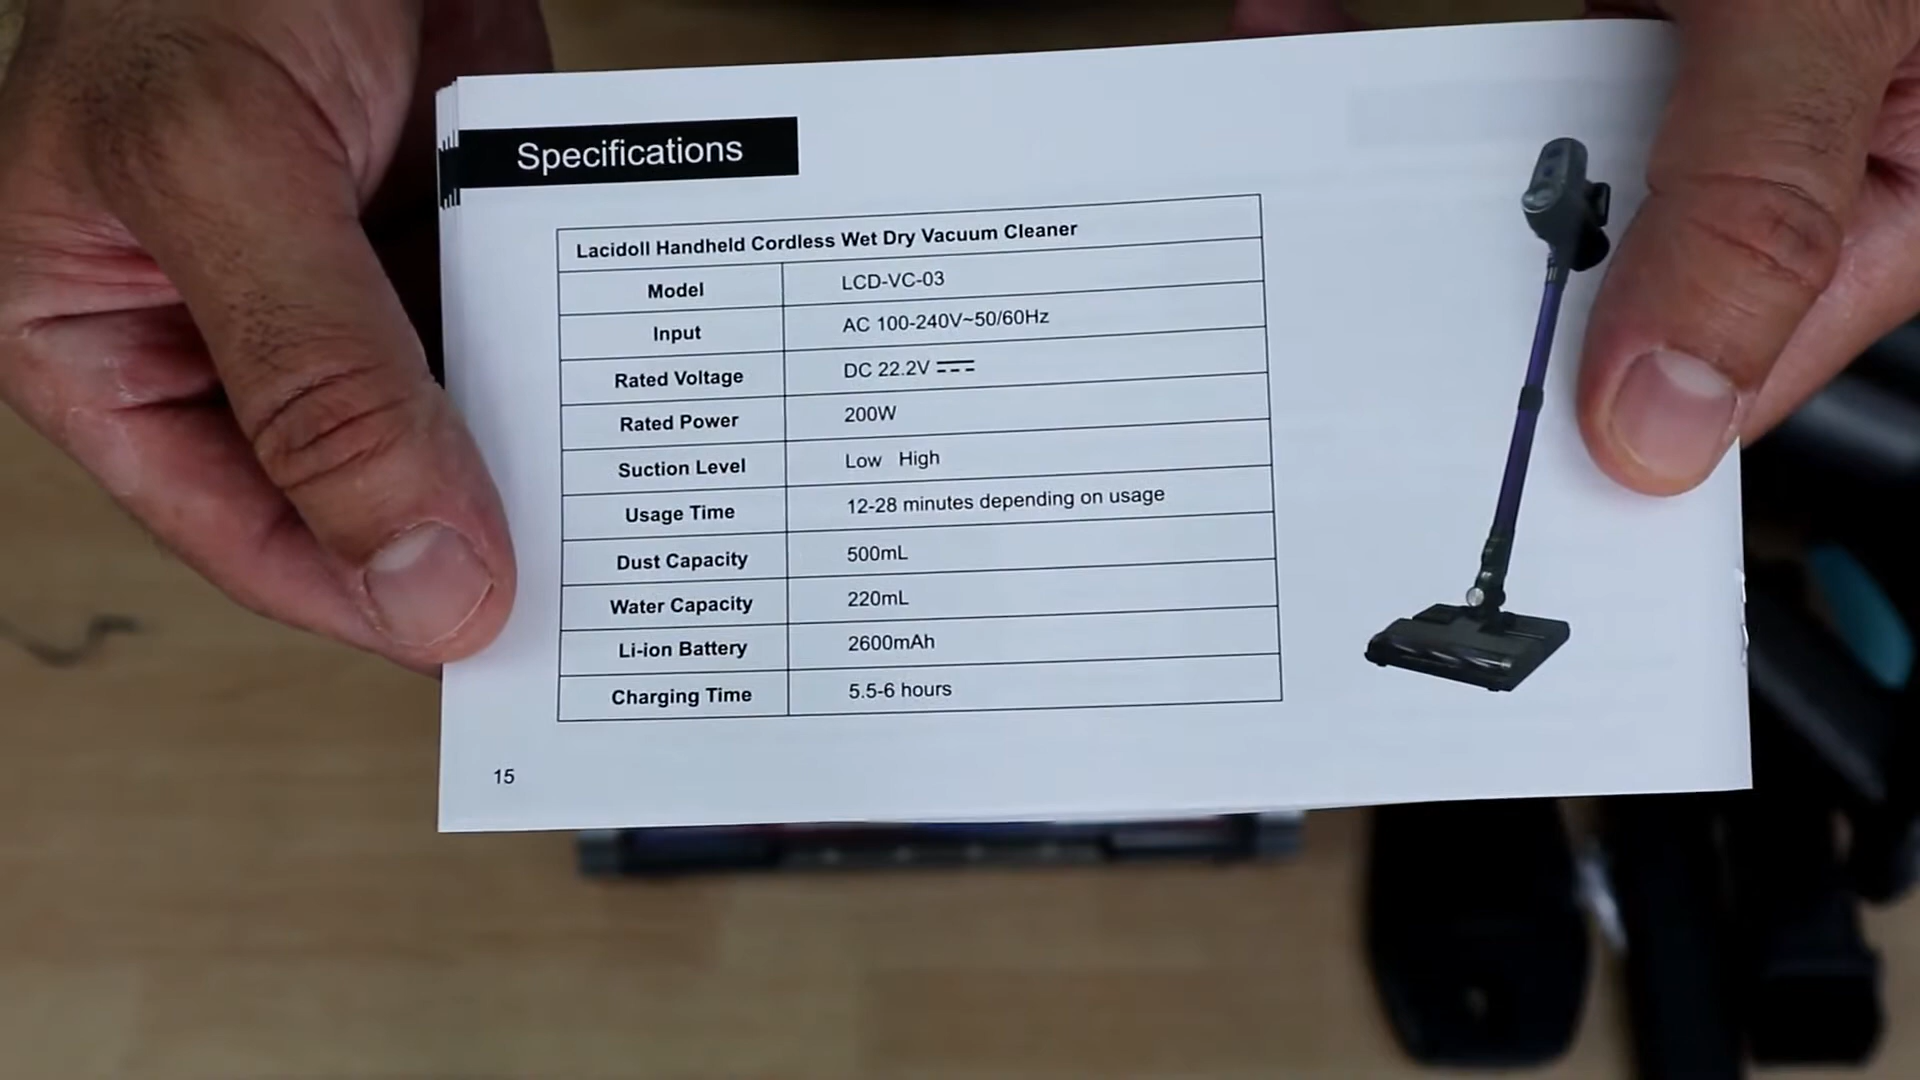 Specifications
Lacidoll Handheld Cordless Wet Dry Vacuum Cleaner
Model LCD-VC-03
Input AC 100-240V~50/60Hz
Rated Voltage DC 22.2V ⎓
Rated Power 200W
Suction Level Low High
Usage Time 12-28 minutes depending on usage
Dust Capacity 500mL
Water Capacity 220mL
Li-ion Battery 2600mAh
Charging Time 5.5-6 hours
15